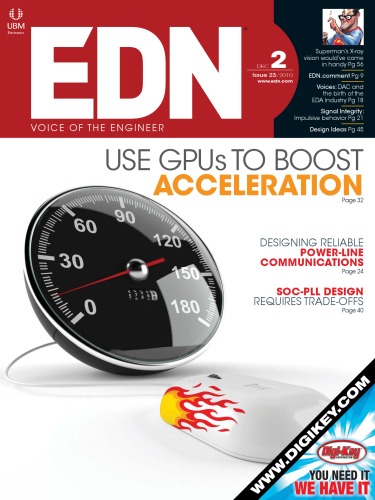 UBM
Electronics
EDN
VOICE OF THE ENGINEER
DEC. 2
Issue 23/2010
www.edn.com
Superman's X-ray
vision would've come
in handy Pg 56
EDN.comment Pg 9
Voices: DAC and
the birth of the
EDA Industry Pg 18
Signal Integrity:
Impulsive behavior Pg 21
Design Ideas Pg 45
USE GPUs TO BOOST
ACCELERATION
Page 32
DESIGNING RELIABLE
POWER-LINE
COMMUNICATIONS
Page 24
SOC-PLL DESIGN
REQUIRES TRADE-OFFS
Page 40
0
30
60
90
120
150
180
WWW.DIGIKEY.COM
Digi-Key
YOU NEED IT
WE HAVE IT